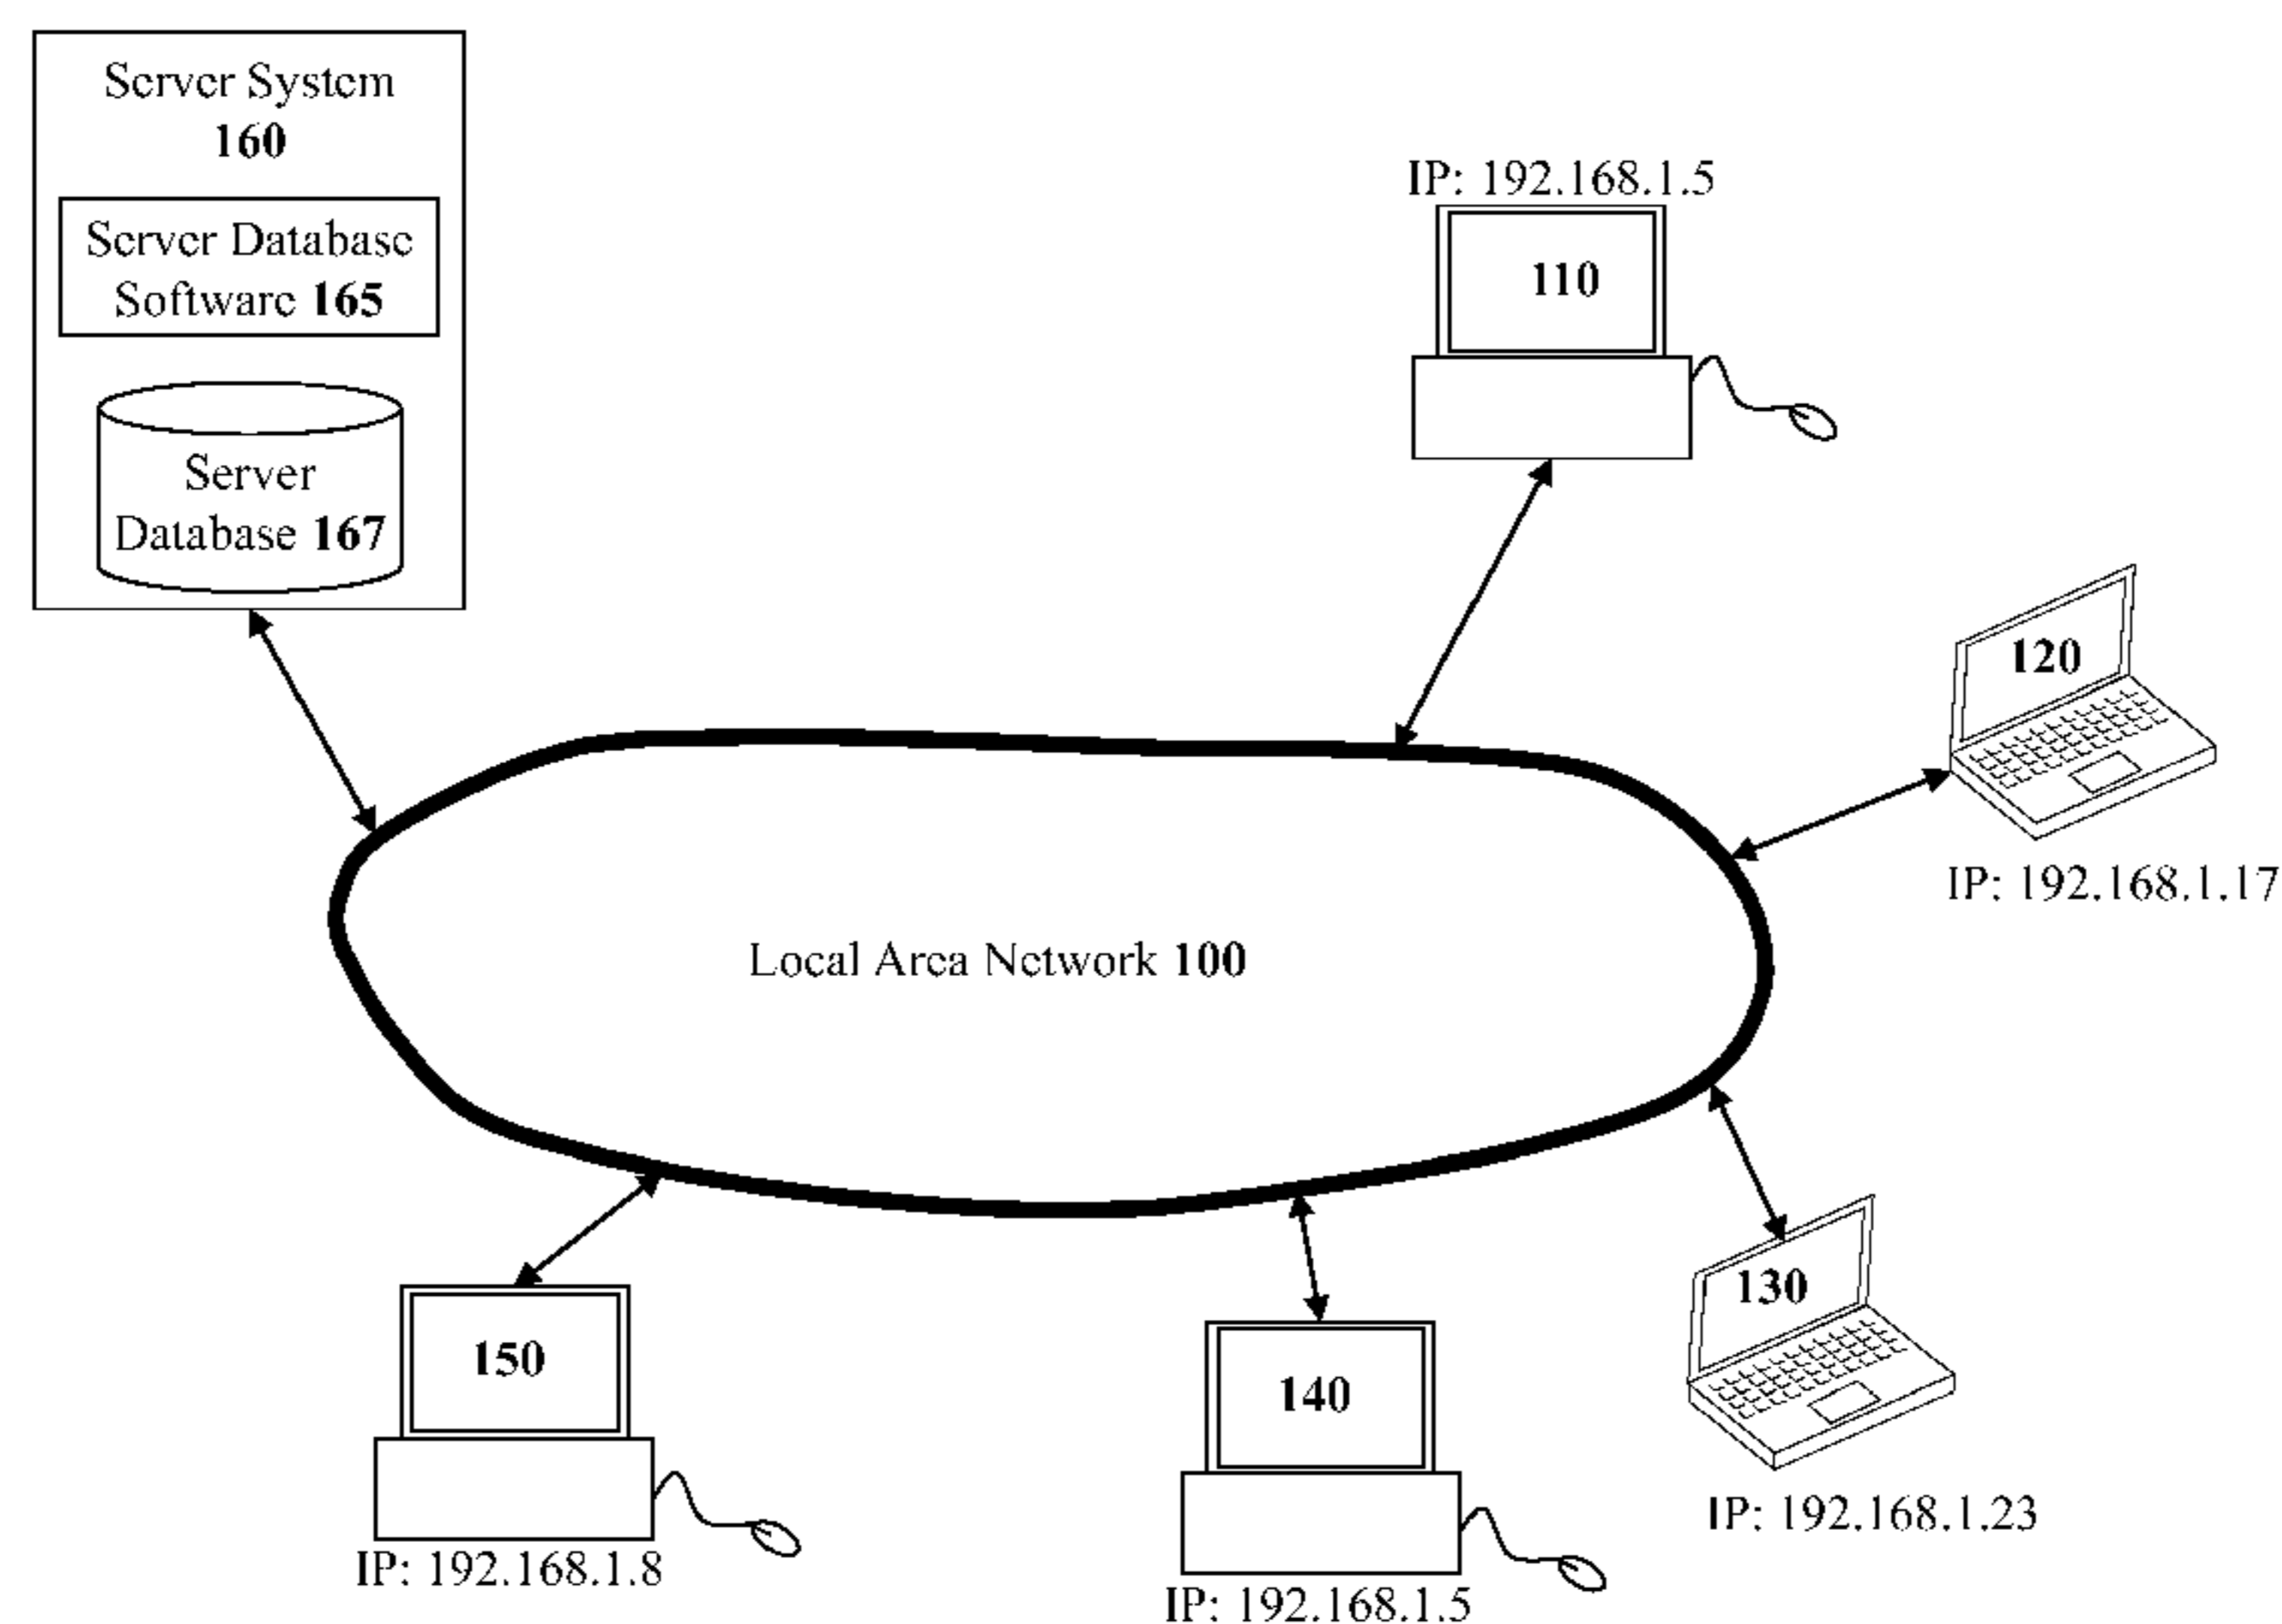 Server System
160
Server Database
Software 165
Server
Database 167
IP: 192.168.1.5
110
120
IP: 192.168.1.17
Local Area Network 100
130
IP: 192.168.1.23
140
IP: 192.168.1.5
150
IP: 192.168.1.8